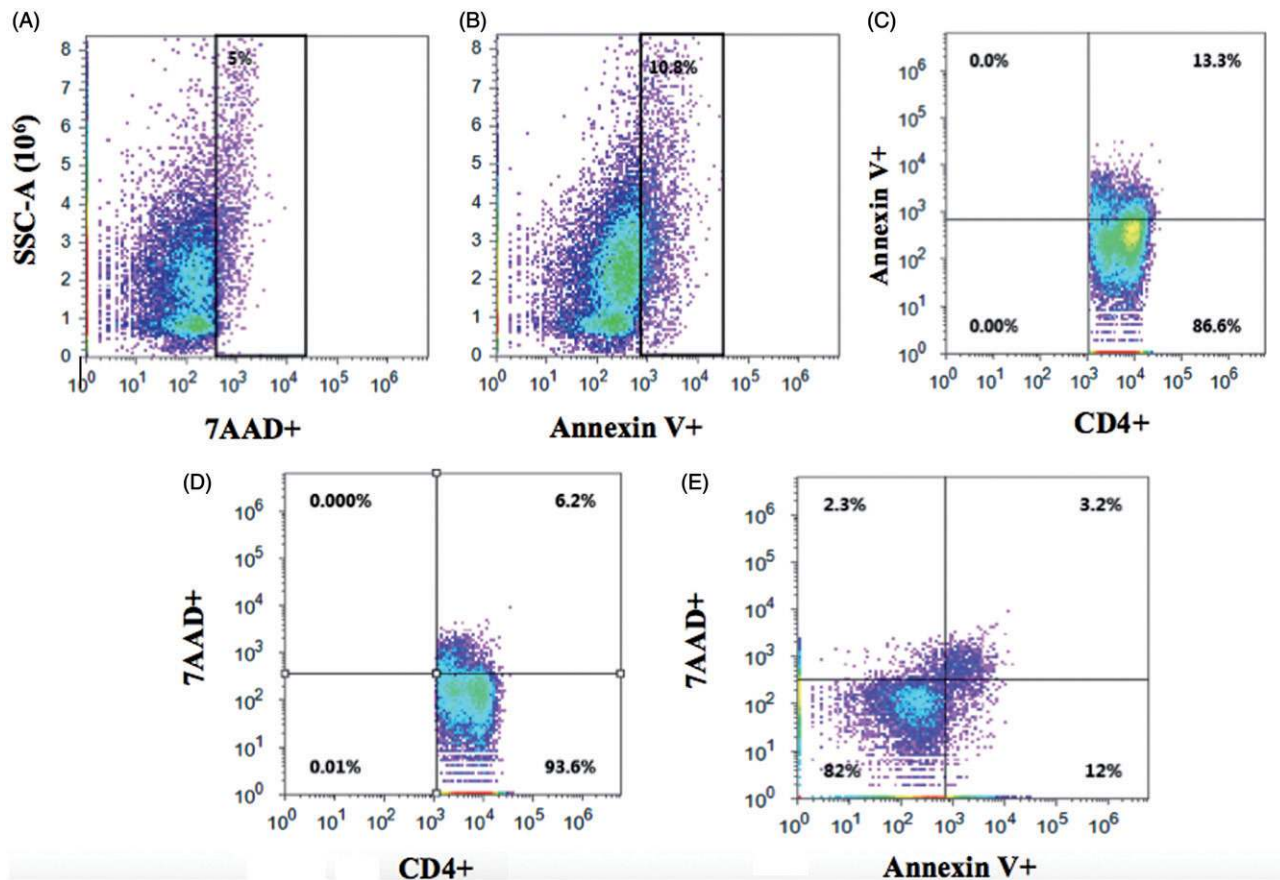 (A)
5%
SSC-A (10⁶)
8
7
6
5
4
3
2
1
0
10⁰ 10¹ 10² 10³ 10⁴ 10⁵ 10⁶
7AAD+
(B)
10.8%
8
7
6
5
4
3
2
1
0
10⁰ 10¹ 10² 10³ 10⁴ 10⁵ 10⁶
Annexin V+
(C)
0.0% 13.3%
0.00% 86.6%
Annexin V+
10⁶
10⁵
10⁴
10³
10²
10¹
10⁰
10⁰ 10¹ 10² 10³ 10⁴ 10⁵ 10⁶
CD4+
(D)
0.000% 6.2%
0.01% 93.6%
7AAD+
10⁶
10⁵
10⁴
10³
10²
10¹
10⁰
10⁰ 10¹ 10² 10³ 10⁴ 10⁵ 10⁶
CD4+
(E)
2.3% 3.2%
82% 12%
7AAD+
10⁶
10⁵
10⁴
10³
10²
10¹
10⁰
10⁰ 10¹ 10² 10³ 10⁴ 10⁵ 10⁶
Annexin V+